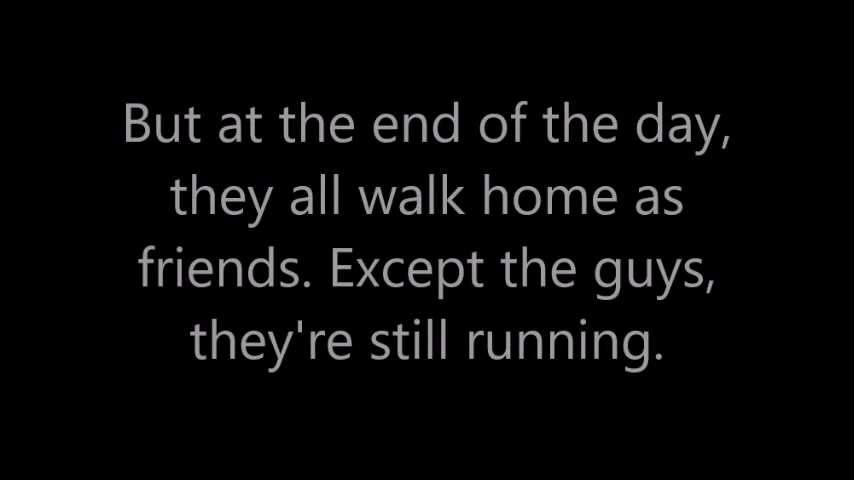 But at the end of the day,
they all walk home as
friends. Except the guys,
they're still running.